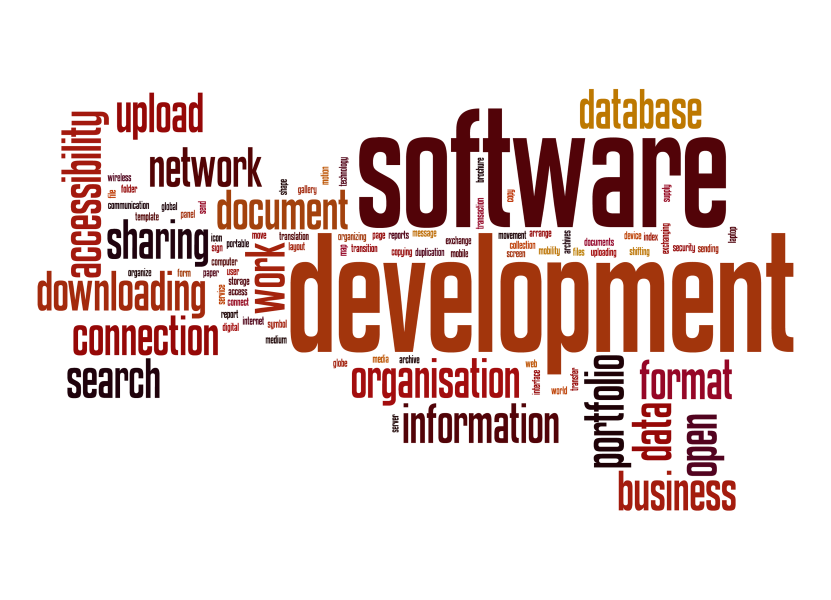 database
upload
software
accessibility
network
technology
brochure
motion
wireless
folder
file
shape
gallery
copy
supply
document
communication
global
send
template
panel
sign
transaction
sharing
icon
portable
move
translation
layout
organizing
page
reports
message
map
transition
copying
duplication
exchange
mobile
movement
arrange
collection
screen
mobility
archives
files
documents
uploading
device
index
shifting
exchanging
security
sending
laptop
work
development
computer
organize
form
paper
user
storage
access
connect
service
downloading
report
internet
digital
symbol
connection
medium
search
globe
media
archive
organisation
web
interface
world
transfer
portfolio
format
server
information
data
open
business